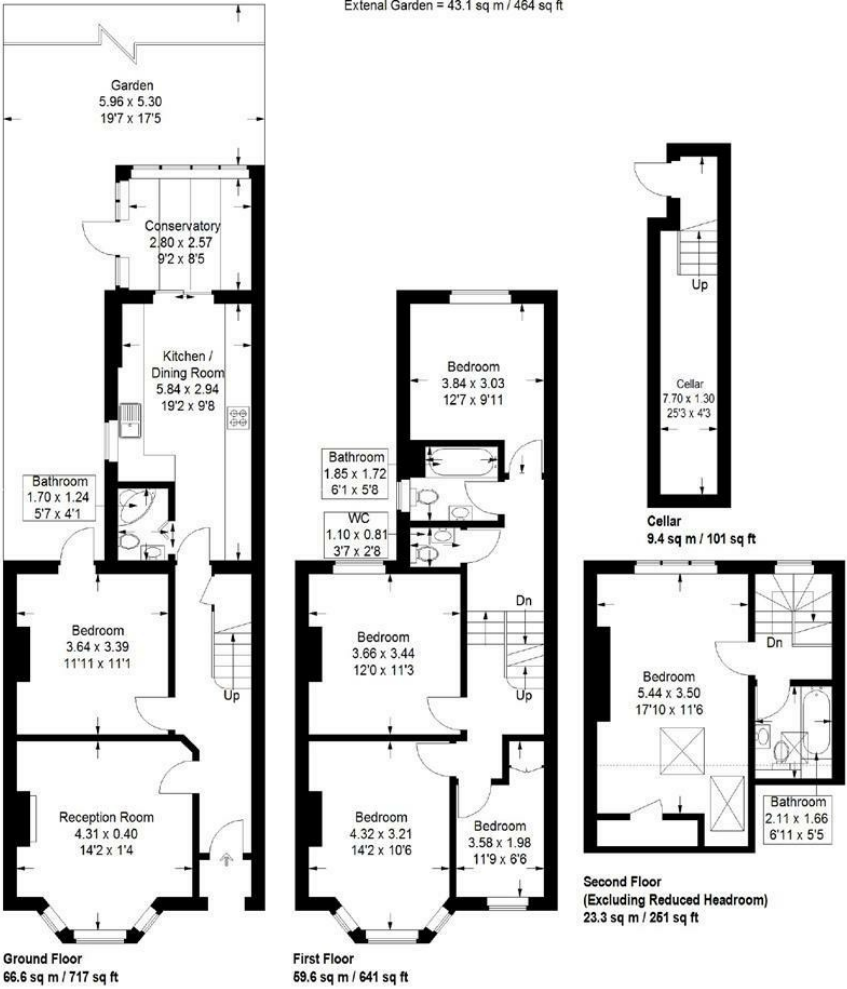 Extenal Garden = 43.1 sq m / 464 sq ft
Garden
5.96 x 5.30
19'7 x 17'5
Conservatory
2.80 x 2.57
9'2 x 8'5
Kitchen /
Dining Room
5.84 x 2.94
19'2 x 9'8
Bathroom
1.70 x 1.24
5'7 x 4'1
Bedroom
3.64 x 3.39
11'11 x 11'1
Up
Reception Room
4.31 x 0.40
14'2 x 1'4
Ground Floor
66.6 sq m / 717 sq ft
Bedroom
3.84 x 3.03
12'7 x 9'11
Bathroom
1.85 x 1.72
6'1 x 5'8
WC
1.10 x 0.81
3'7 x 2'8
Dn
Bedroom
3.66 x 3.44
12'0 x 11'3
Up
Bedroom
4.32 x 3.21
14'2 x 10'6
Bedroom
3.58 x 1.98
11'9 x 6'6
First Floor
59.6 sq m / 641 sq ft
Up
Cellar
7.70 x 1.30
25'3 x 4'3
Cellar
9.4 sq m / 101 sq ft
Dn
Bedroom
5.44 x 3.50
17'10 x 11'6
Bathroom
2.11 x 1.66
6'11 x 5'5
Second Floor
(Excluding Reduced Headroom)
23.3 sq m / 251 sq ft